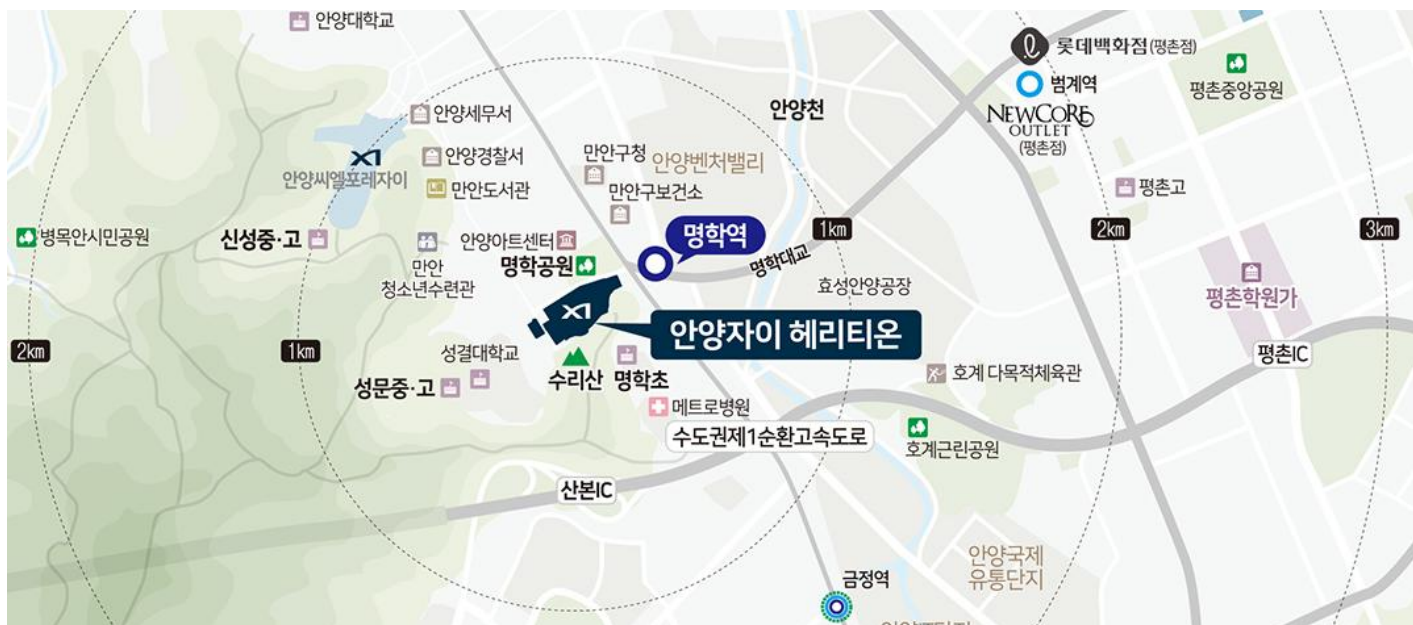 안양대학교
롯데백화점(평촌점)
범계역
NEWCORE
OUTLET
(평촌점)
평촌중앙공원
안양세무서
안양천
XI
안양씨엘포레자이
안양경찰서
만안구청
안양벤처밸리
만안도서관
만안구보건소
평촌고
병목안시민공원
신성중·고
만안
청소년수련관
안양아트센터
명학공원
명학역
명학대교
1km
2km
3km
효성안양공장
평촌학원가
XI
안양자이 헤리티온
2km
1km
평촌IC
성결대학교
성문중·고
수리산
명학초
호계 다목적체육관
메트로병원
수도권제1순환고속도로
호계근린공원
산본IC
안양국제
유통단지
금정역